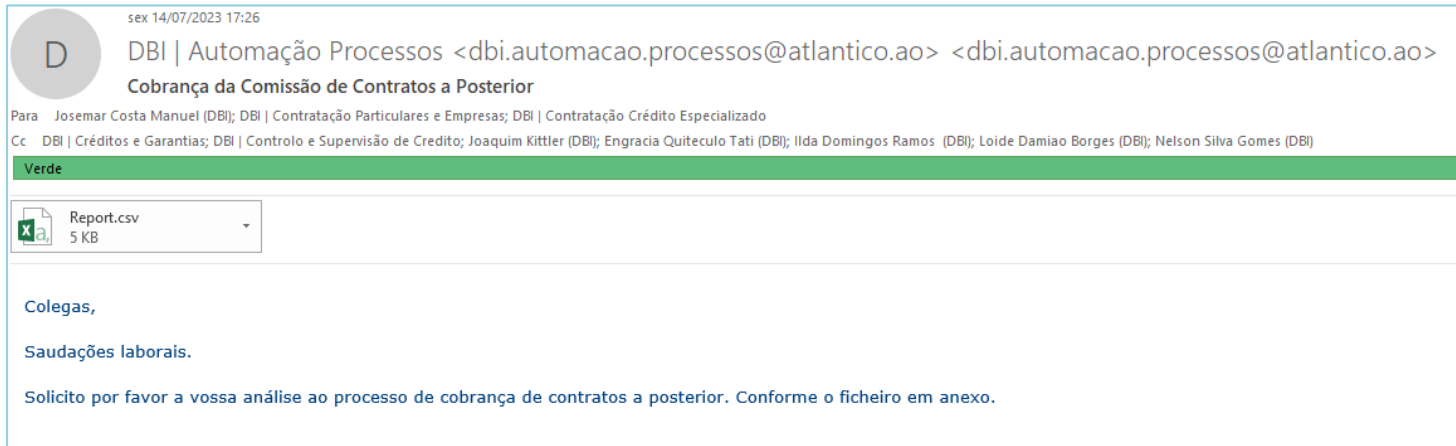 sex 14/07/2023 17:26
D
DBI | Automação Processos <dbi.automacao.processos@atlantico.ao> <dbi.automacao.processos@atlantico.ao>
Cobrança da Comissão de Contratos a Posterior
Para Josemar Costa Manuel (DBI); DBI | Contratação Particulares e Empresas; DBI | Contratação Crédito Especializado
Cc DBI | Créditos e Garantias; DBI | Controlo e Supervisão de Credito; Joaquim Kittler (DBI); Engracia Quiteculo Tati (DBI); Ilda Domingos Ramos (DBI); Loide Damiao Borges (DBI); Nelson Silva Gomes (DBI)
Verde
Report.csv
5 KB
Colegas,
Saudações laborais.
Solicito por favor a vossa análise ao processo de cobrança de contratos a posterior. Conforme o ficheiro em anexo.